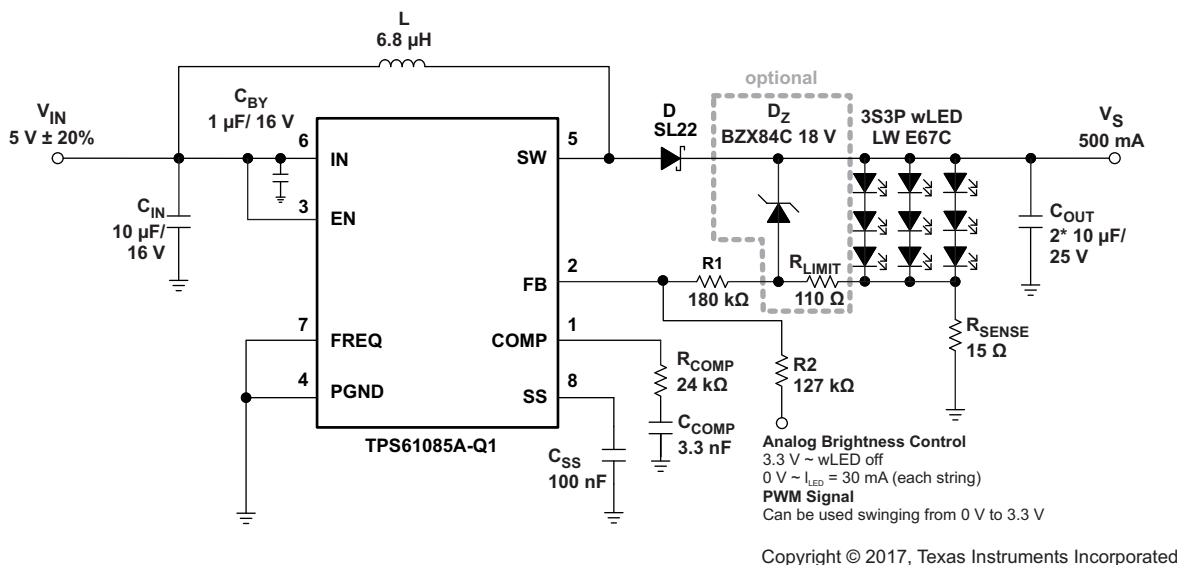 L
6.8 µH
optional
V_IN
5 V ± 20%
C_BY
1 µF/ 16 V
D
SL22
D_Z
BZX84C 18 V
3S3P wLED
LW E67C
V_S
500 mA
6
IN
SW
5
3
EN
C_IN
10 µF/
16 V
C_OUT
2* 10 µF/
25 V
FB
2
R1
180 kΩ
R_LIMIT
110 Ω
7
FREQ
COMP
1
R_SENSE
15 Ω
R_COMP
24 kΩ
R2
127 kΩ
4
PGND
SS
8
C_COMP
3.3 nF
TPS61085A-Q1
C_SS
100 nF
Analog Brightness Control
3.3 V ~ wLED off
0 V ~ I_LED = 30 mA (each string)
PWM Signal
Can be used swinging from 0 V to 3.3 V
Copyright © 2017, Texas Instruments Incorporated